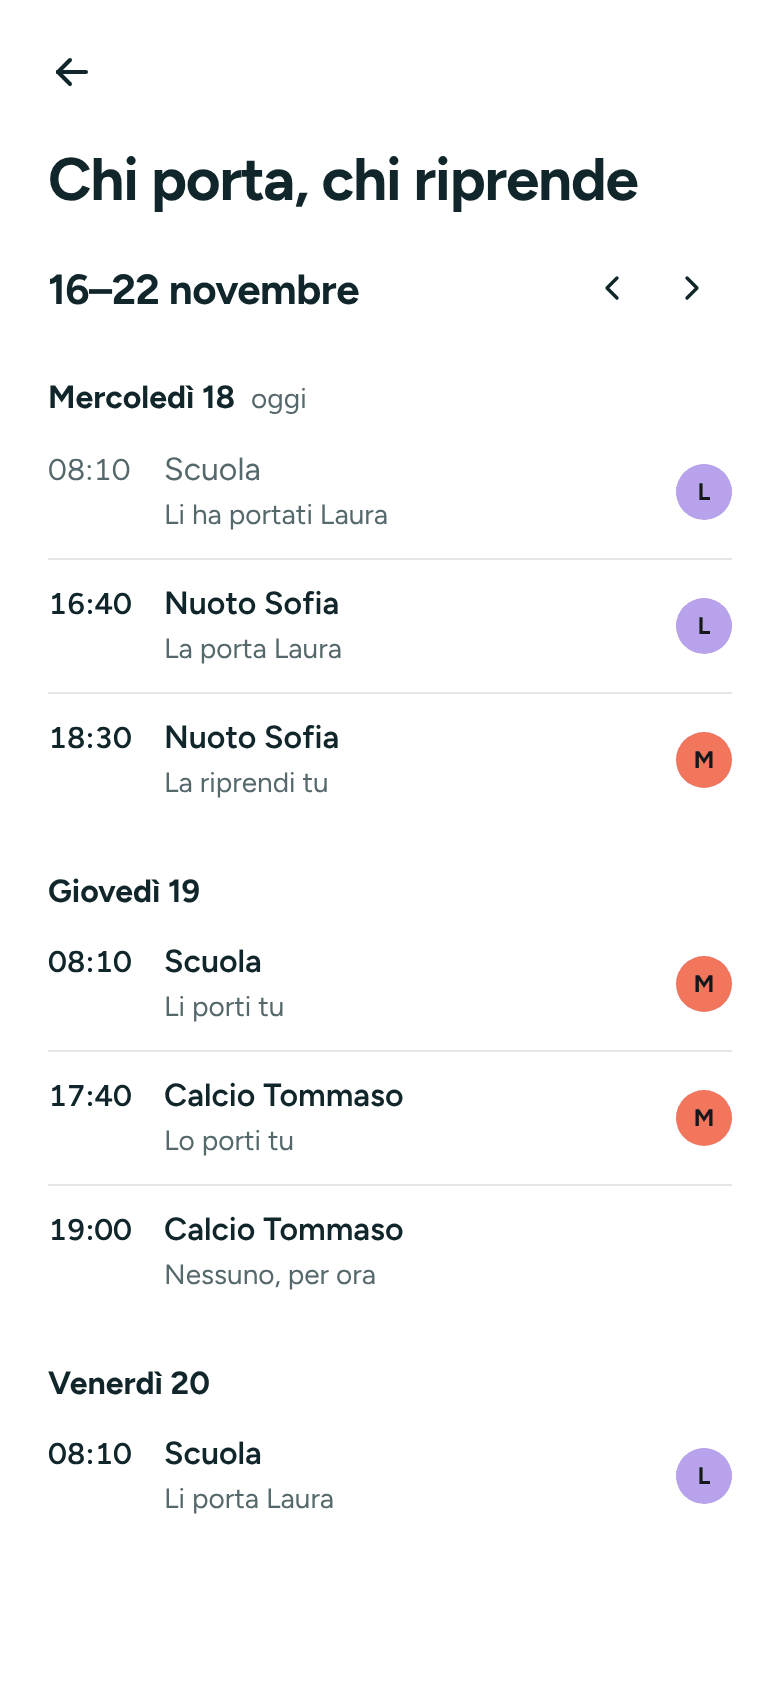 Chi porta, chi riprende
16–22 novembre
Mercoledì 18 oggi
08:10 Scuola
Li ha portati Laura
L
16:40 Nuoto Sofia
La porta Laura
L
18:30 Nuoto Sofia
La riprendi tu
M
Giovedì 19
08:10 Scuola
Li porti tu
M
17:40 Calcio Tommaso
Lo porti tu
M
19:00 Calcio Tommaso
Nessuno, per ora
Venerdì 20
08:10 Scuola
Li porta Laura
L